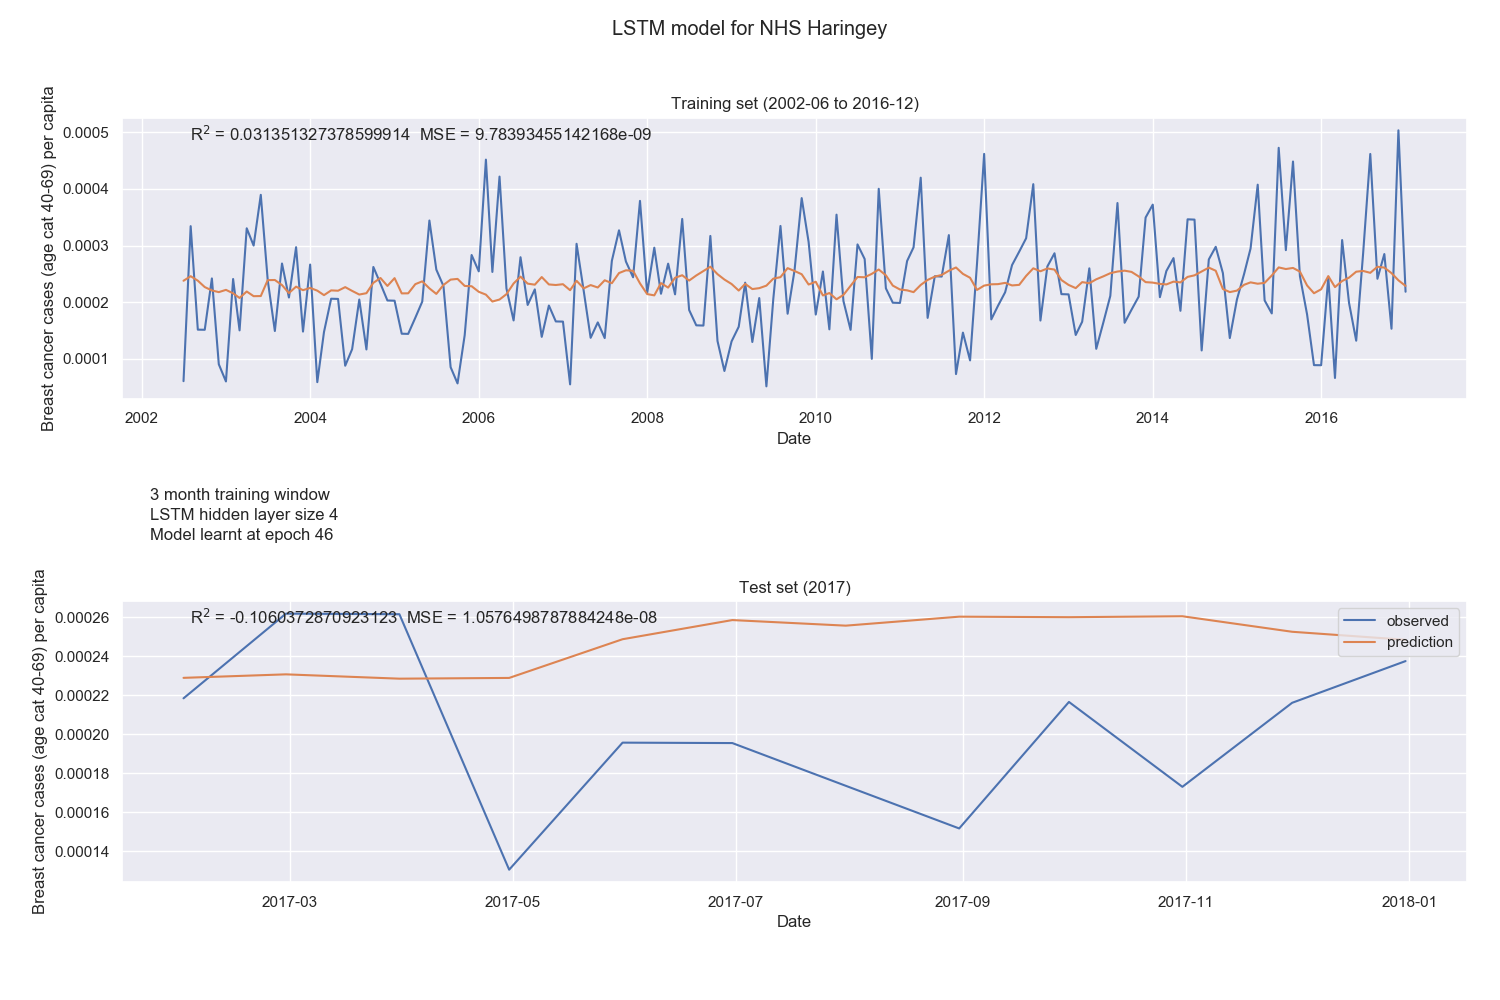 LSTM model for NHS Haringey
Training set (2002-06 to 2016-12)
R² = 0.031351327378599914 MSE = 9.78393455142168e-09
Breast cancer cases (age cat 40-69) per capita
0.0005
0.0004
0.0003
0.0002
0.0001
2002 2004 2006 2008 2010 2012 2014 2016
Date
3 month training window
LSTM hidden layer size 4
Model learnt at epoch 46
Test set (2017)
R² = -0.1060372870923123 MSE = 1.0576498787884248e-08
observed
prediction
Breast cancer cases (age cat 40-69) per capita
0.00026
0.00024
0.00022
0.00020
0.00018
0.00016
0.00014
2017-03 2017-05 2017-07 2017-09 2017-11 2018-01
Date